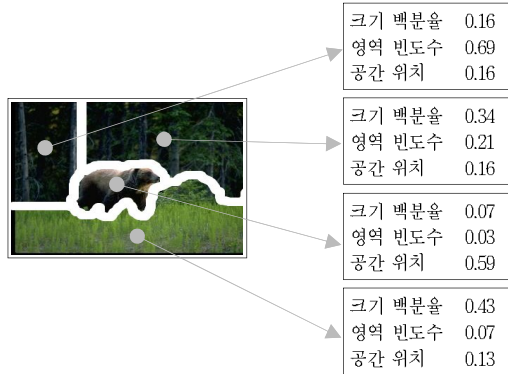 크기 백분율 0.16
영역 빈도수 0.69
공간 위치 0.16
크기 백분율 0.34
영역 빈도수 0.21
공간 위치 0.16
크기 백분율 0.07
영역 빈도수 0.03
공간 위치 0.59
크기 백분율 0.43
영역 빈도수 0.07
공간 위치 0.13